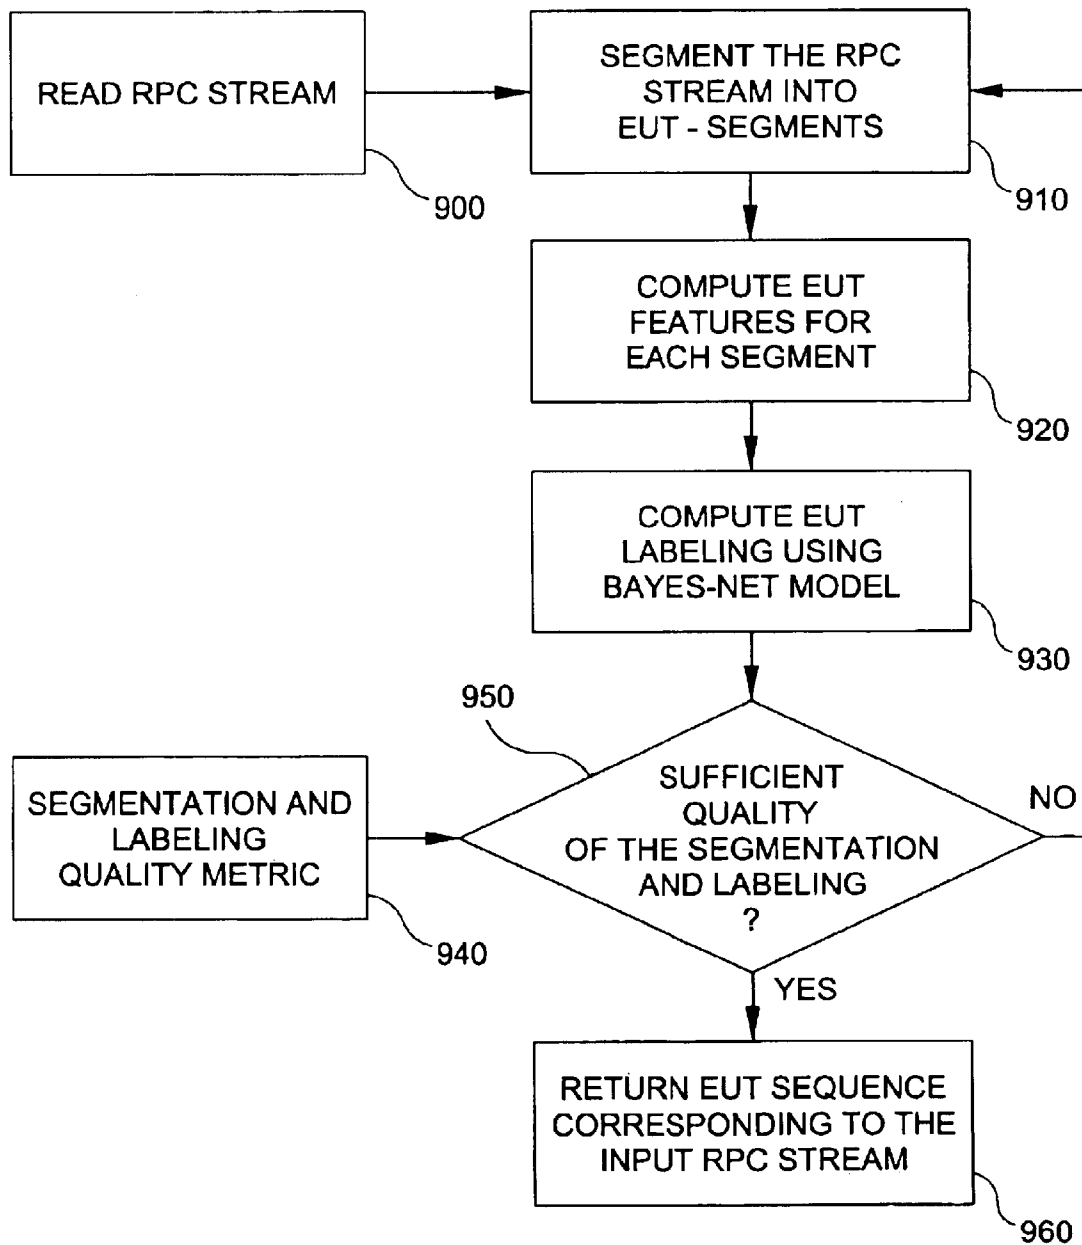 READ RPC STREAM
900
SEGMENT THE RPC
STREAM INTO
EUT - SEGMENTS
910
COMPUTE EUT
FEATURES FOR
EACH SEGMENT
920
COMPUTE EUT
LABELING USING
BAYES-NET MODEL
930
950
SEGMENTATION AND
LABELING
QUALITY METRIC
940
SUFFICIENT
QUALITY
OF THE SEGMENTATION
AND LABELING
?
NO
YES
RETURN EUT SEQUENCE
CORRESPONDING TO THE
INPUT RPC STREAM
960